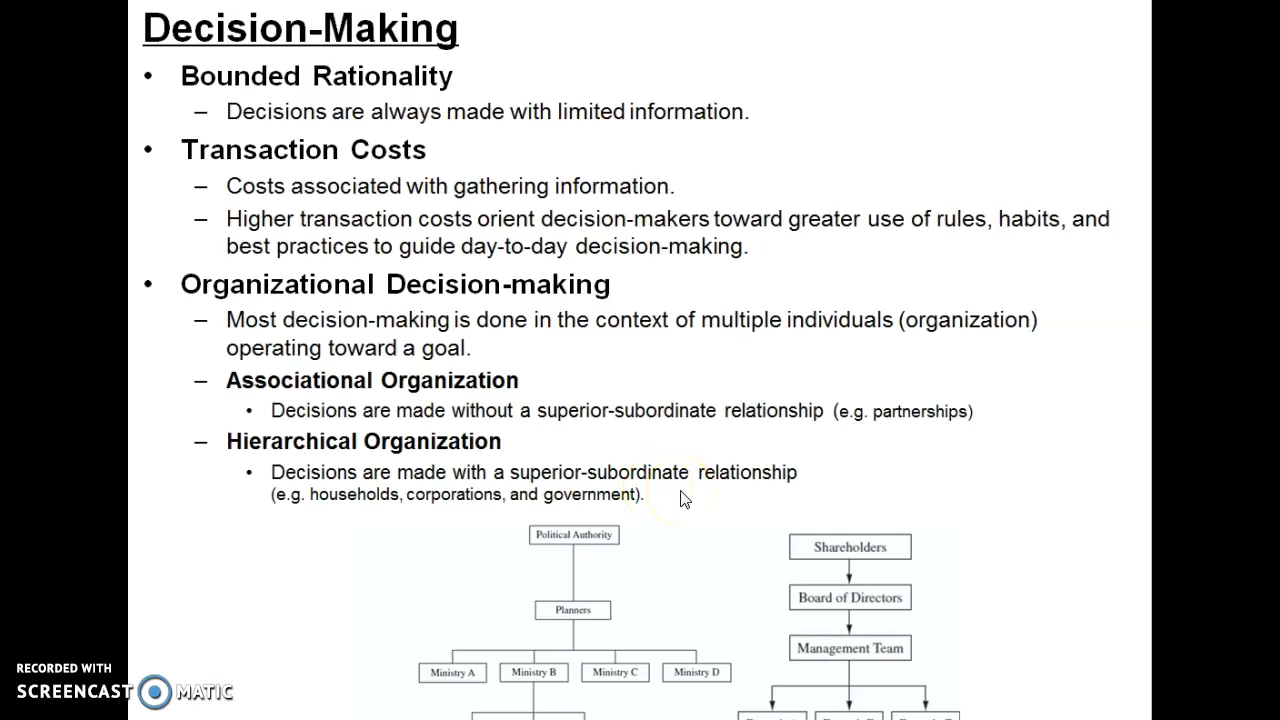 Decision-Making
• Bounded Rationality
– Decisions are always made with limited information.
• Transaction Costs
– Costs associated with gathering information.
– Higher transaction costs orient decision-makers toward greater use of rules, habits, and
best practices to guide day-to-day decision-making.
• Organizational Decision-making
– Most decision-making is done in the context of multiple individuals (organization)
operating toward a goal.
– Associational Organization
• Decisions are made without a superior-subordinate relationship (e.g. partnerships)
– Hierarchical Organization
• Decisions are made with a superior-subordinate relationship
(e.g. households, corporations, and government).
Political Authority
Planners
Ministry A Ministry B Ministry C Ministry D
Shareholders
Board of Directors
Management Team
RECORDED WITH
SCREENCAST MATIC